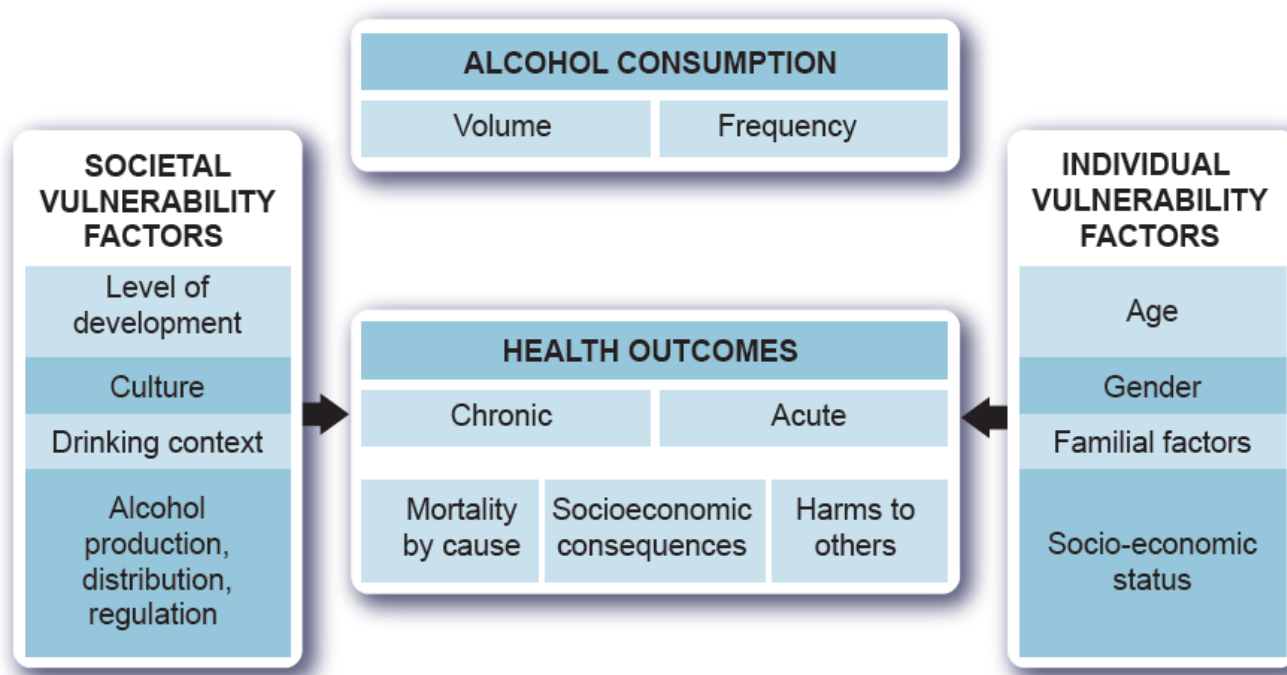 ALCOHOL CONSUMPTION
Volume
Frequency
SOCIETAL
VULNERABILITY
FACTORS
Level of
development
Culture
Drinking context
Alcohol
production,
distribution,
regulation
HEALTH OUTCOMES
Chronic
Acute
Mortality
by cause
Socioeconomic
consequences
Harms to
others
INDIVIDUAL
VULNERABILITY
FACTORS
Age
Gender
Familial factors
Socio-economic
status